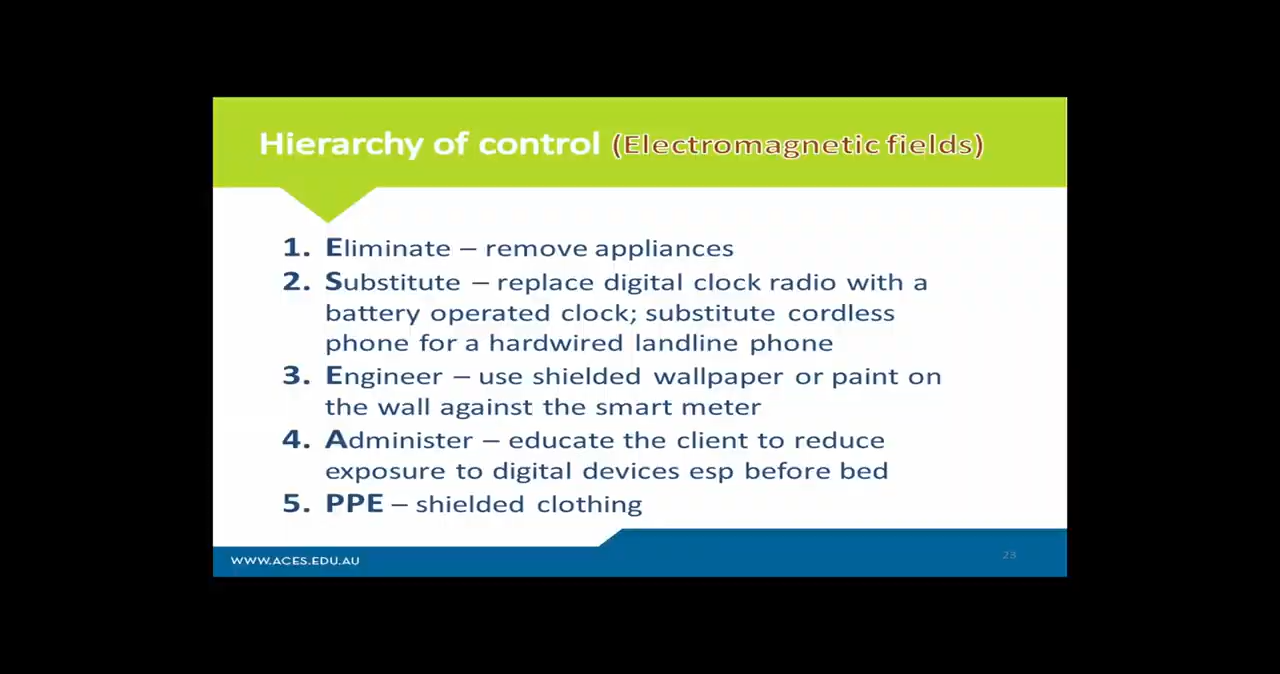 Hierarchy of control (Electromagnetic fields)
1. Eliminate – remove appliances
2. Substitute – replace digital clock radio with a
battery operated clock; substitute cordless
phone for a hardwired landline phone
3. Engineer – use shielded wallpaper or paint on
the wall against the smart meter
4. Administer – educate the client to reduce
exposure to digital devices esp before bed
5. PPE – shielded clothing
WWW.ACES.EDU.AU
23